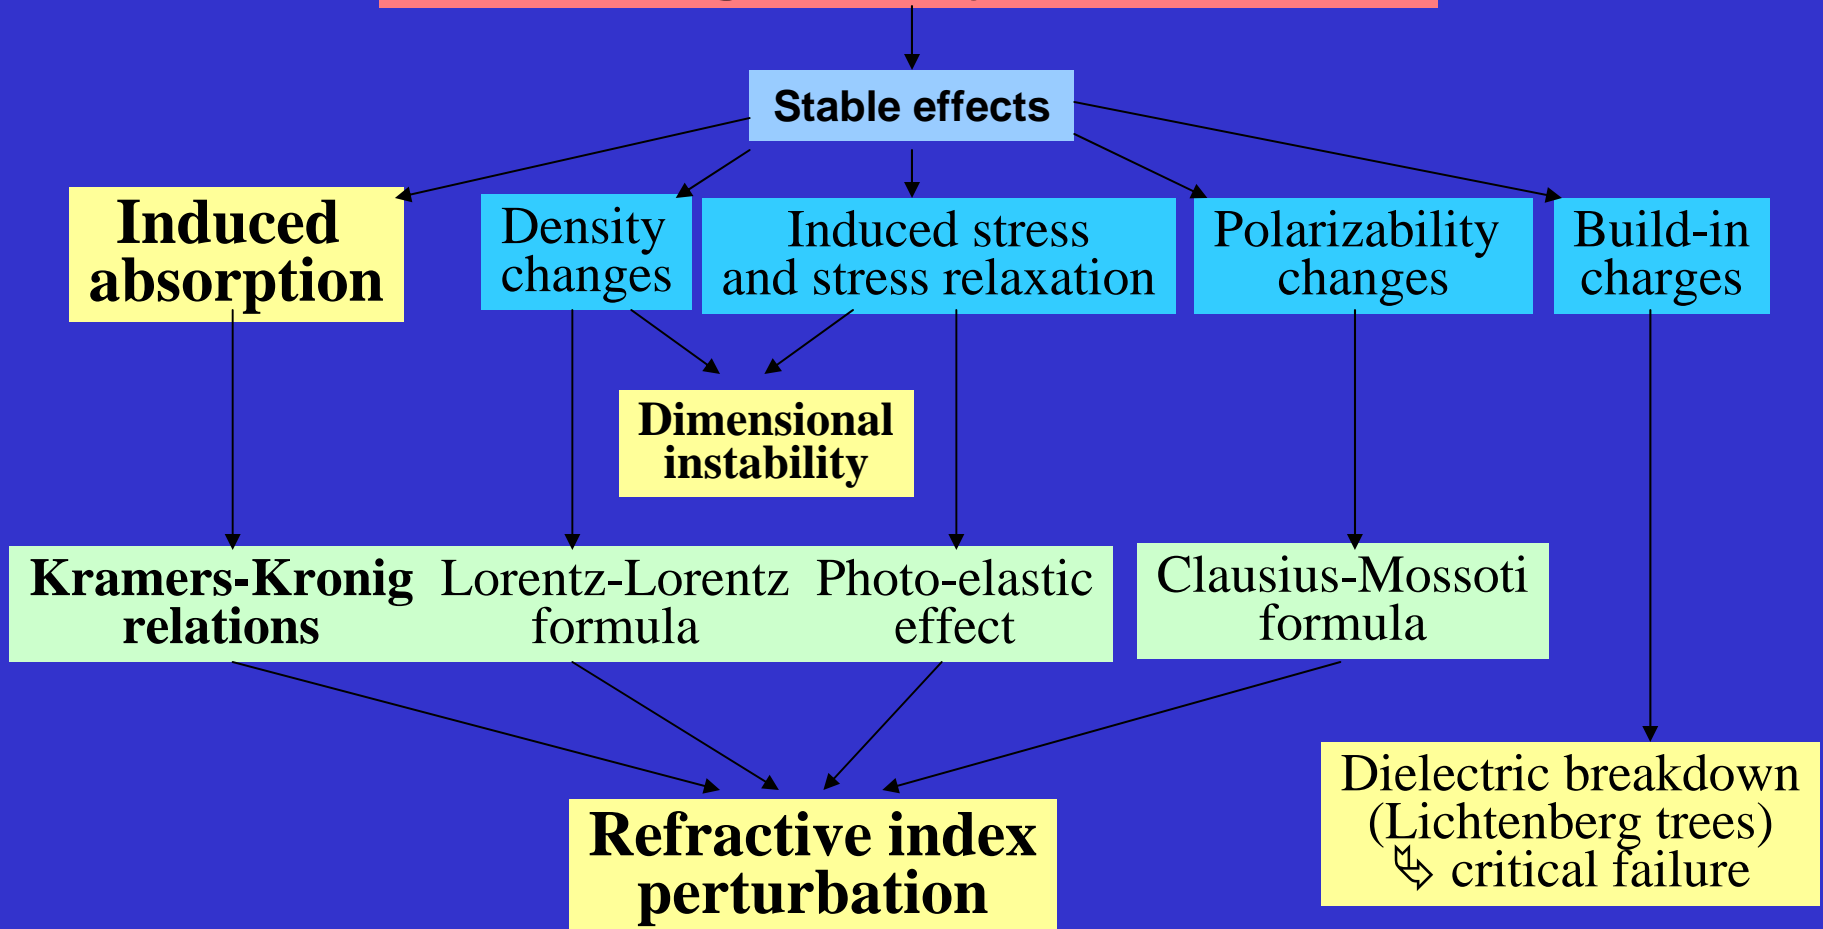 Stable effects
Induced
absorption
Density
changes
Induced stress
and stress relaxation
Polarizability
changes
Build-in
charges
Dimensional
instability
Kramers-Kronig
relations
Lorentz-Lorentz
formula
Photo-elastic
effect
Clausius-Mossoti
formula
Refractive index
perturbation
Dielectric breakdown
(Lichtenberg trees)
critical failure